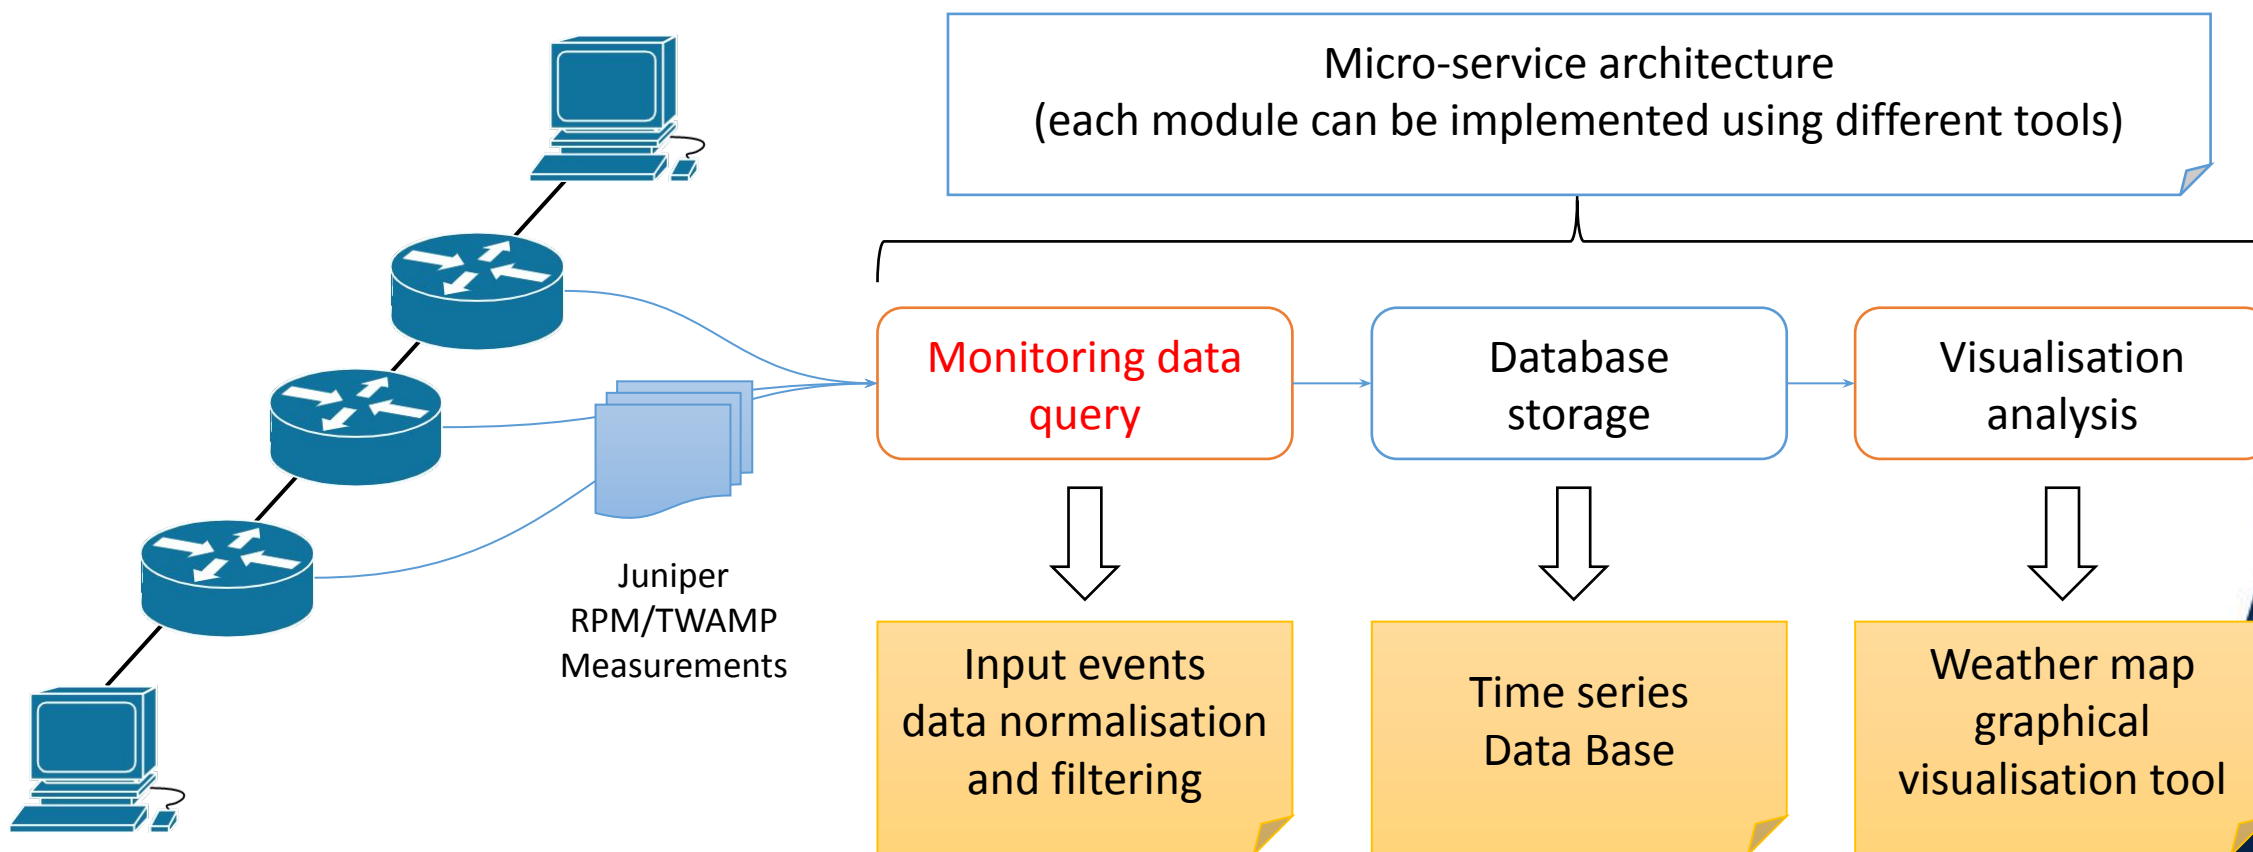 Micro-service architecture
(each module can be implemented using different tools)
Monitoring data
query
Database
storage
Visualisation
analysis
Juniper
RPM/TWAMP
Measurements
Input events
data normalisation
and filtering
Time series
Data Base
Weather map
graphical
visualisation tool